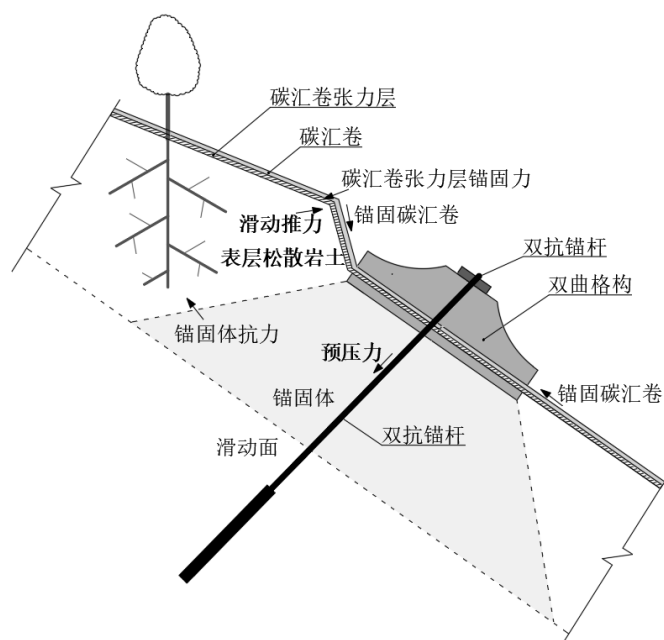 碳汇卷张力层
碳汇卷
碳汇卷张力层锚固力
锚固碳汇卷
滑动推力
双抗锚杆
表层松散岩土
双曲格构
锚固体抗力
预压力
锚固体
锚固碳汇卷
双抗锚杆
滑动面